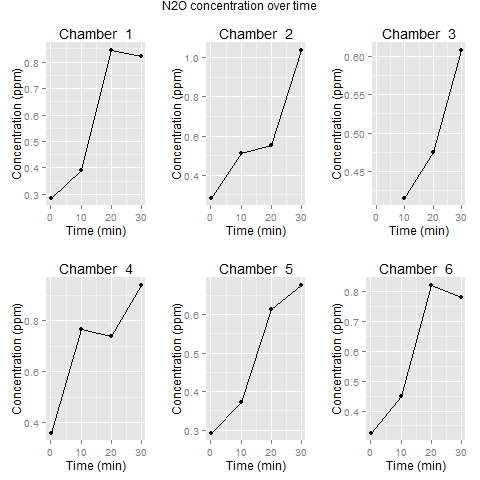 N2O concentration over time
Chamber 1
Chamber 2
Chamber 3
Concentration (ppm)
0.8
0.7
0.6
0.5
0.4
0.3
0 10 20 30
Time (min)
Concentration (ppm)
1.0
0.8
0.6
0.4
0 10 20 30
Time (min)
Concentration (ppm)
0.60
0.55
0.50
0.45
0 10 20 30
Time (min)
Chamber 4
Chamber 5
Chamber 6
Concentration (ppm)
0.8
0.6
0.4
0 10 20 30
Time (min)
Concentration (ppm)
0.6
0.5
0.4
0.3
0 10 20 30
Time (min)
Concentration (ppm)
0.8
0.7
0.6
0.5
0.4
0 10 20 30
Time (min)